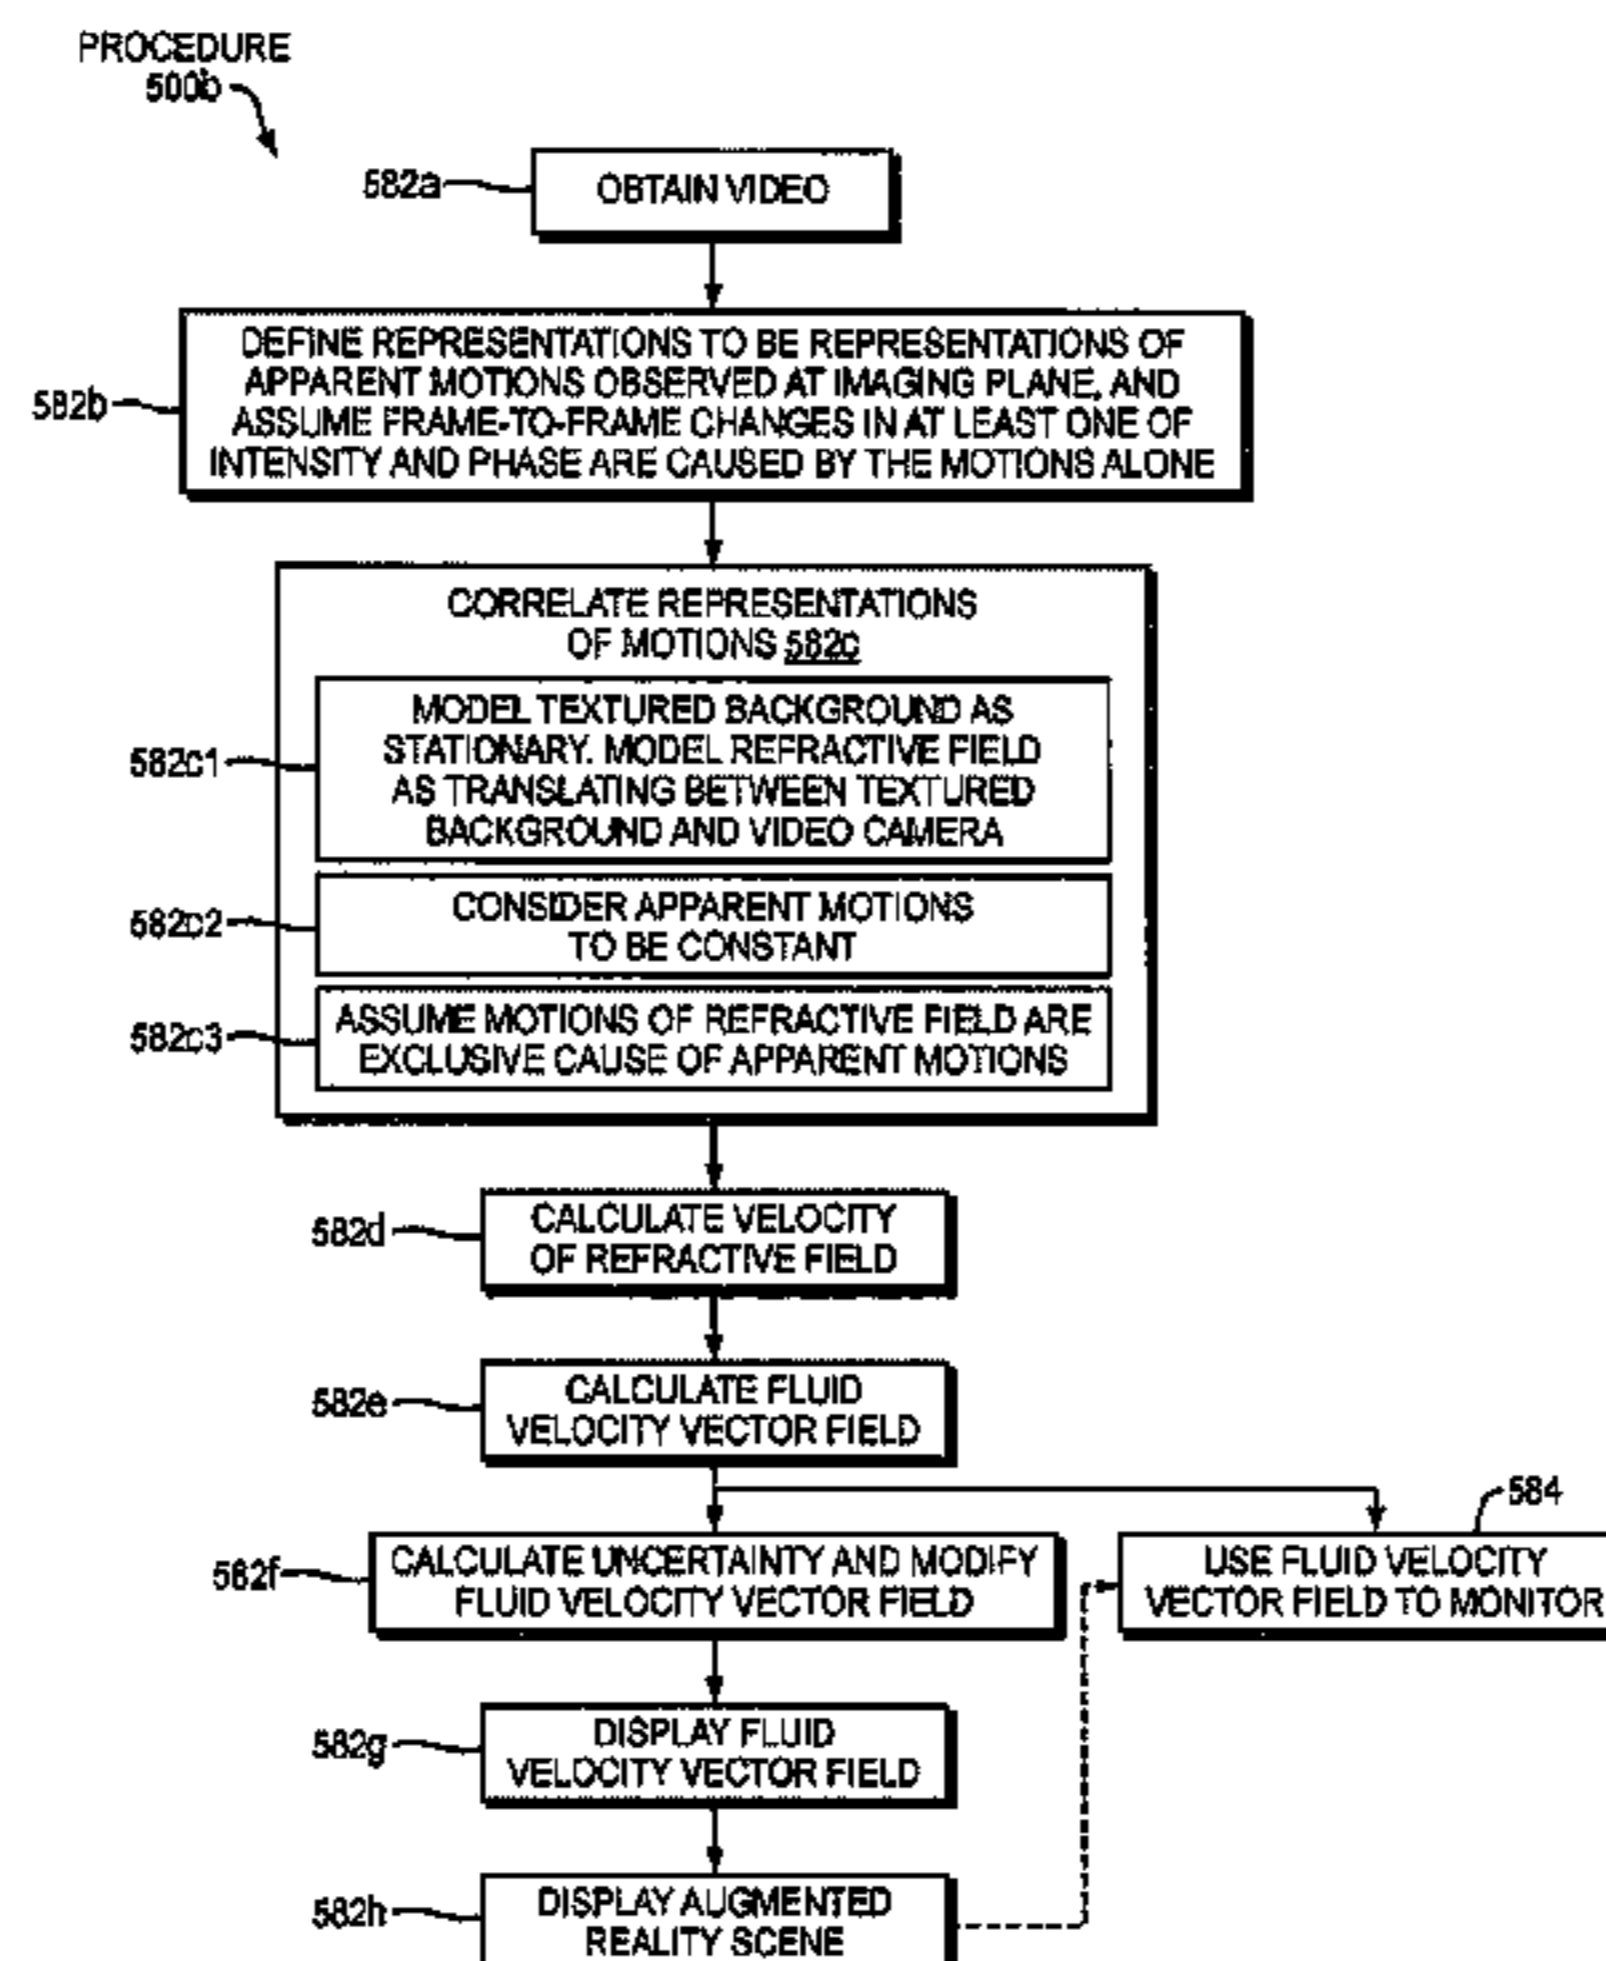 PROCEDURE
500b
582a
OBTAIN VIDEO
582b
DEFINE REPRESENTATIONS TO BE REPRESENTATIONS OF
APPARENT MOTIONS OBSERVED AT IMAGING PLANE, AND
ASSUME FRAME-TO-FRAME CHANGES IN AT LEAST ONE OF
INTENSITY AND PHASE ARE CAUSED BY THE MOTIONS ALONE
CORRELATE REPRESENTATIONS
OF MOTIONS 582c
582c1
MODEL TEXTURED BACKGROUND AS
STATIONARY. MODEL REFRACTIVE FIELD
AS TRANSLATING BETWEEN TEXTURED
BACKGROUND AND VIDEO CAMERA
582c2
CONSIDER APPARENT MOTIONS
TO BE CONSTANT
582c3
ASSUME MOTIONS OF REFRACTIVE FIELD ARE
EXCLUSIVE CAUSE OF APPARENT MOTIONS
582d
CALCULATE VELOCITY
OF REFRACTIVE FIELD
582e
CALCULATE FLUID
VELOCITY VECTOR FIELD
582f
CALCULATE UNCERTAINTY AND MODIFY
FLUID VELOCITY VECTOR FIELD
584
USE FLUID VELOCITY
VECTOR FIELD TO MONITOR
582g
DISPLAY FLUID
VELOCITY VECTOR FIELD
582h
DISPLAY AUGMENTED
REALITY SCENE